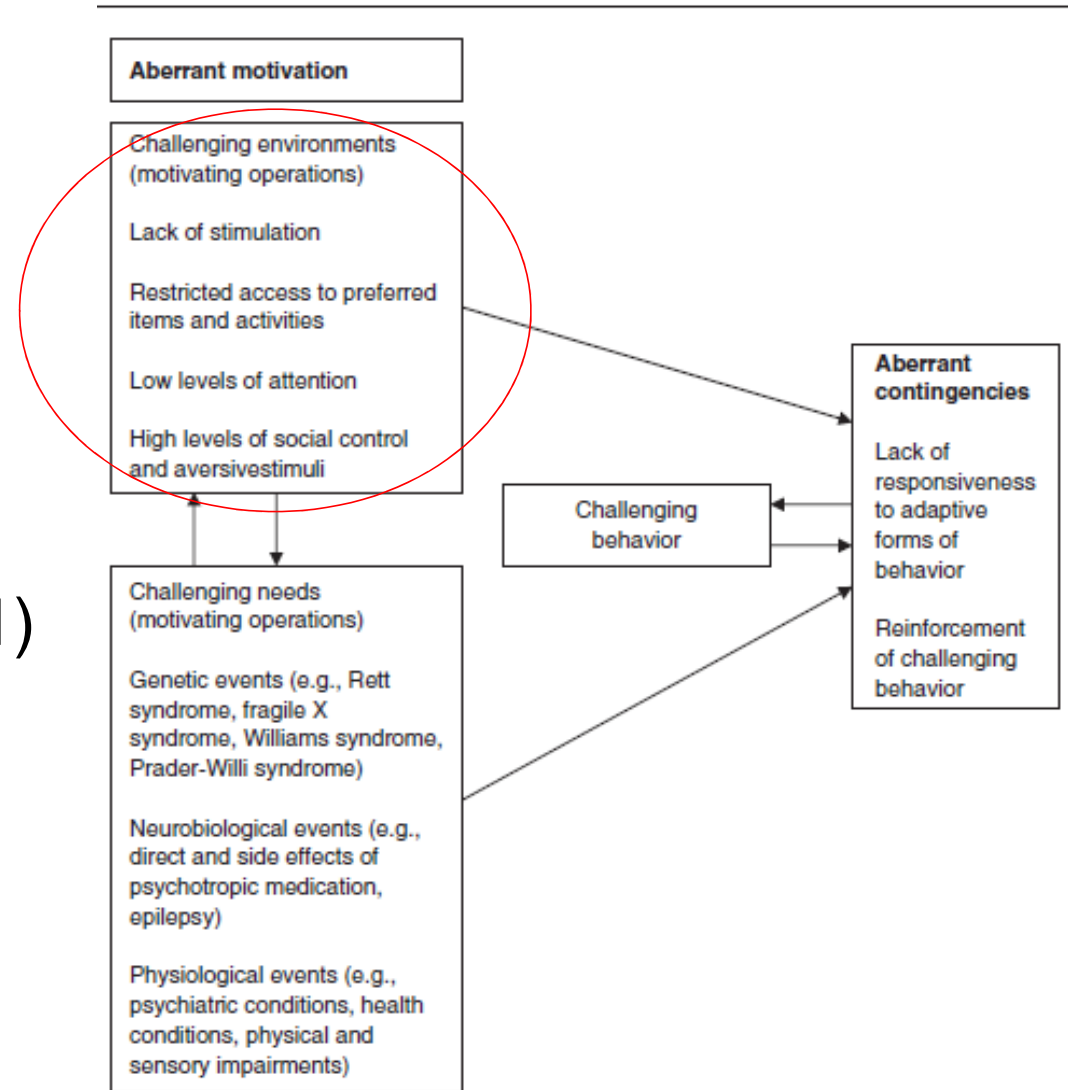 Aberrant motivation
Challenging environments
(motivating operations)
Lack of stimulation
Restricted access to preferred
items and activities
Low levels of attention
High levels of social control
and aversivestimuli
Challenging needs
(motivating operations)
Genetic events (e.g., Rett
syndrome, fragile X
syndrome, Williams syndrome,
Prader-Willi syndrome)
Neurobiological events (e.g.,
direct and side effects of
psychotropic medication,
epilepsy)
Physiological events (e.g.,
psychiatric conditions, health
conditions, physical and
sensory impairments)
Challenging
behavior
Aberrant
contingencies
Lack of
responsiveness
to adaptive
forms of
behavior
Reinforcement
of challenging
behavior